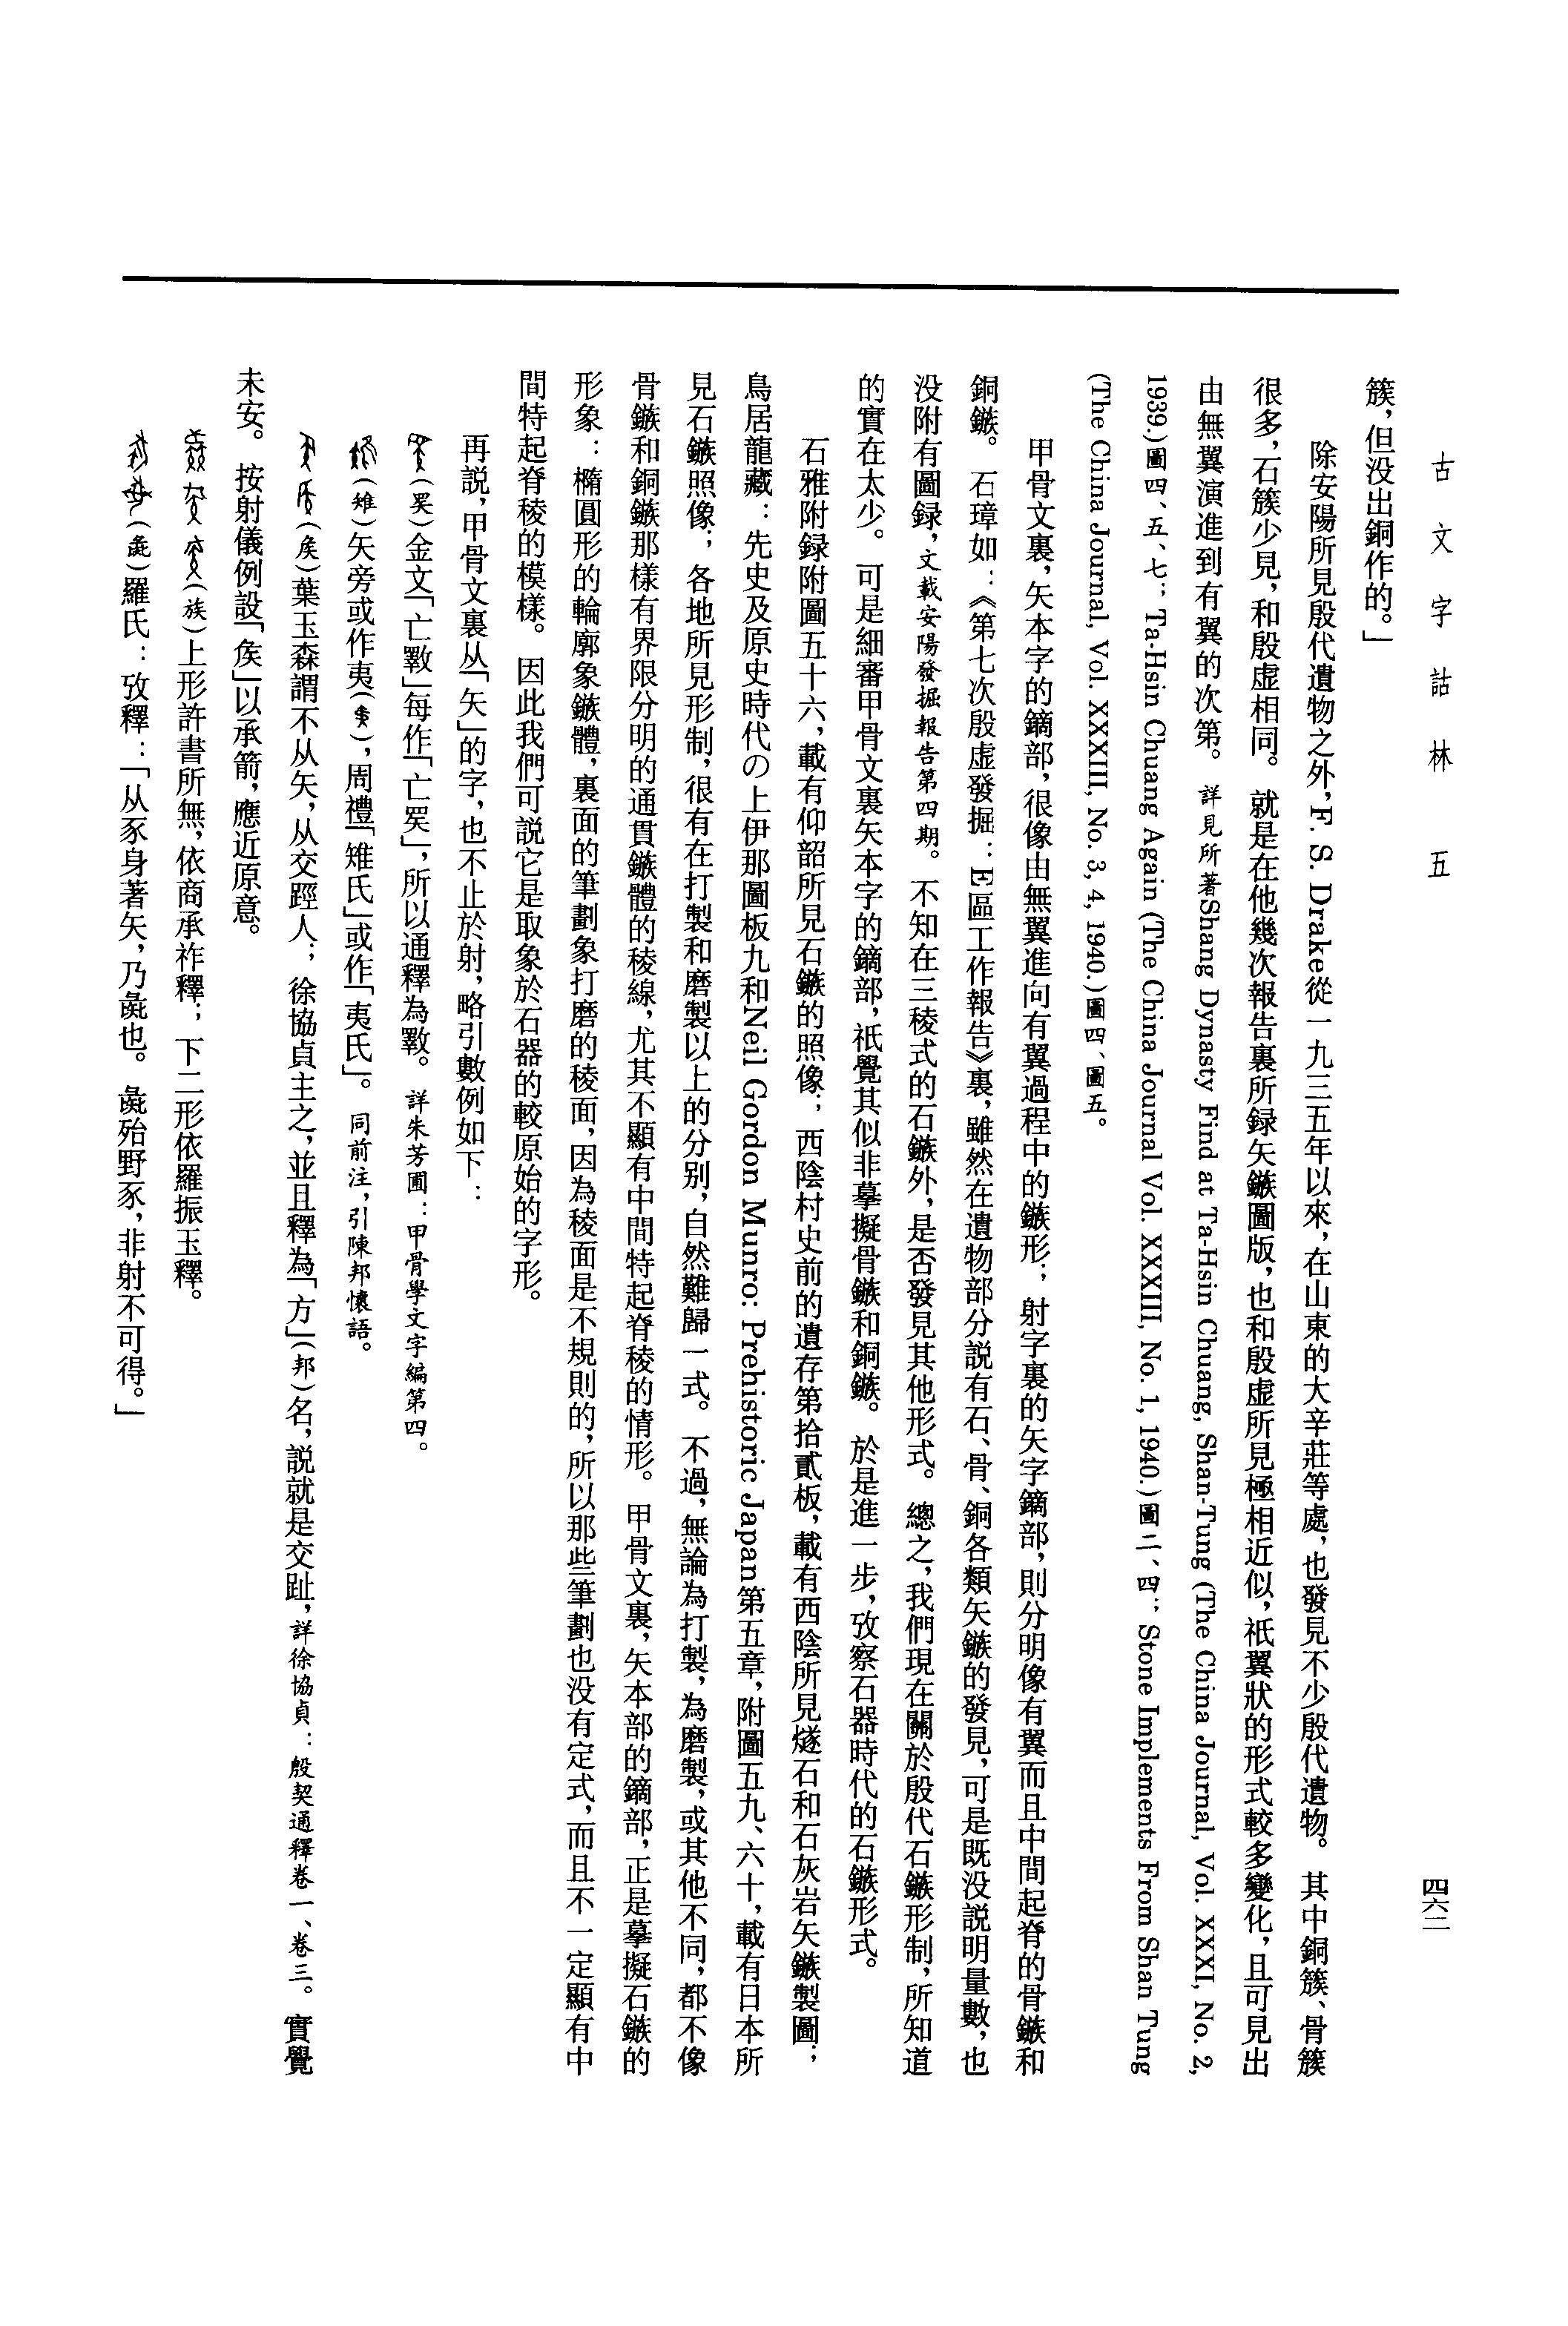 古文字詁林 五
四六二
簇，但没出銅作的。」
除安陽所見殷代遺物之外，F. S. Drake從一九三五年以來，在山東的大辛莊等處，也發見不少殷代遺物。其中銅簇、骨簇
很多，石簇少見，和殷虚相同。就是在他幾次報告裏所録矢鏃圖版，也和殷虚所見極相近似，祇翼狀的形式較多變化，且可見出
由無翼演進到有翼的次第。詳見所著Shang Dynasty Find at Ta-Hsin Chuang, Shan-Tung (The China Journal, Vol. XXXI, No. 2,
1939.)圖四、五、七；Ta-Hsin Chuang Again (The China Journal Vol. XXXIII, No. 1, 1940.)圖二、四；Stone Implements From Shan Tung
(The China Journal, Vol. XXXIII, No. 3, 4, 1940.)圖四、圖五。
甲骨文裏，矢本字的鏑部，很像由無翼進向有翼過程中的鏃形；射字裏的矢字鏑部，則分明像有翼而且中間起脊的骨鏃和
銅鏃。石璋如：《第七次殷虚發掘：E區工作報告》裏，雖然在遺物部分説有石、骨、銅各類矢鏃的發見，可是既没説明量數，也
没附有圖録，文載安陽發掘報告第四期。不知在三稜式的石鏃外，是否發見其他形式。總之，我們現在關於殷代石鏃形制，所知道
的實在太少。可是細審甲骨文裏矢本字的鏑部，祇覺其似非摹擬骨鏃和銅鏃。於是進一步，攷察石器時代的石鏃形式。
石雅附録附圖五十六，載有仰韶所見石鏃的照像；西陰村史前的遺存第拾貳板，載有西陰所見燧石和石灰岩矢鏃製圖；
鳥居龍藏：先史及原史時代の上伊那圖板九和Neil Gordon Munro: Prehistoric Japan第五章，附圖五九、六十，載有日本所
見石鏃照像；各地所見形制，很有在打製和磨製以上的分别，自然難歸一式。不過，無論為打製，為磨製，或其他不同，都不像
骨鏃和銅鏃那樣有界限分明的通貫鏃體的稜線，尤其不顯有中間特起脊稜的情形。甲骨文裏，矢本部的鏑部，正是摹擬石鏃的
形象：橢圓形的輪廓象鏃體，裏面的筆劃象打磨的稜面，因為稜面是不規則的，所以那些筆劃也没有定式，而且不一定顯有中
間特起脊稜的模樣。因此我們可説它是取象於石器的較原始的字形。
再説，甲骨文裏从「矢」的字，也不止於射，略引數例如下：
（罙）金文「亡斁」每作「亡罙」，所以通釋為斁。詳朱芳圃：甲骨學文字編第四。
（雉）矢旁或作夷（），周禮「雉氏」或作「夷氏」。同前注，引陳邦懷語。
（矦）葉玉森謂不从矢，从交踁人；徐協貞主之，並且釋為「方」（邦）名，説就是交趾，詳徐協貞：殷契通釋卷一、卷三。實覺
未安。按射儀例設「矦」以承箭，應近原意。
（族）上形許書所無，依商承祚釋；下二形依羅振玉釋。
（彘）羅氏：攷釋：「从豕身著矢，乃彘也。彘殆野豕，非射不可得。」